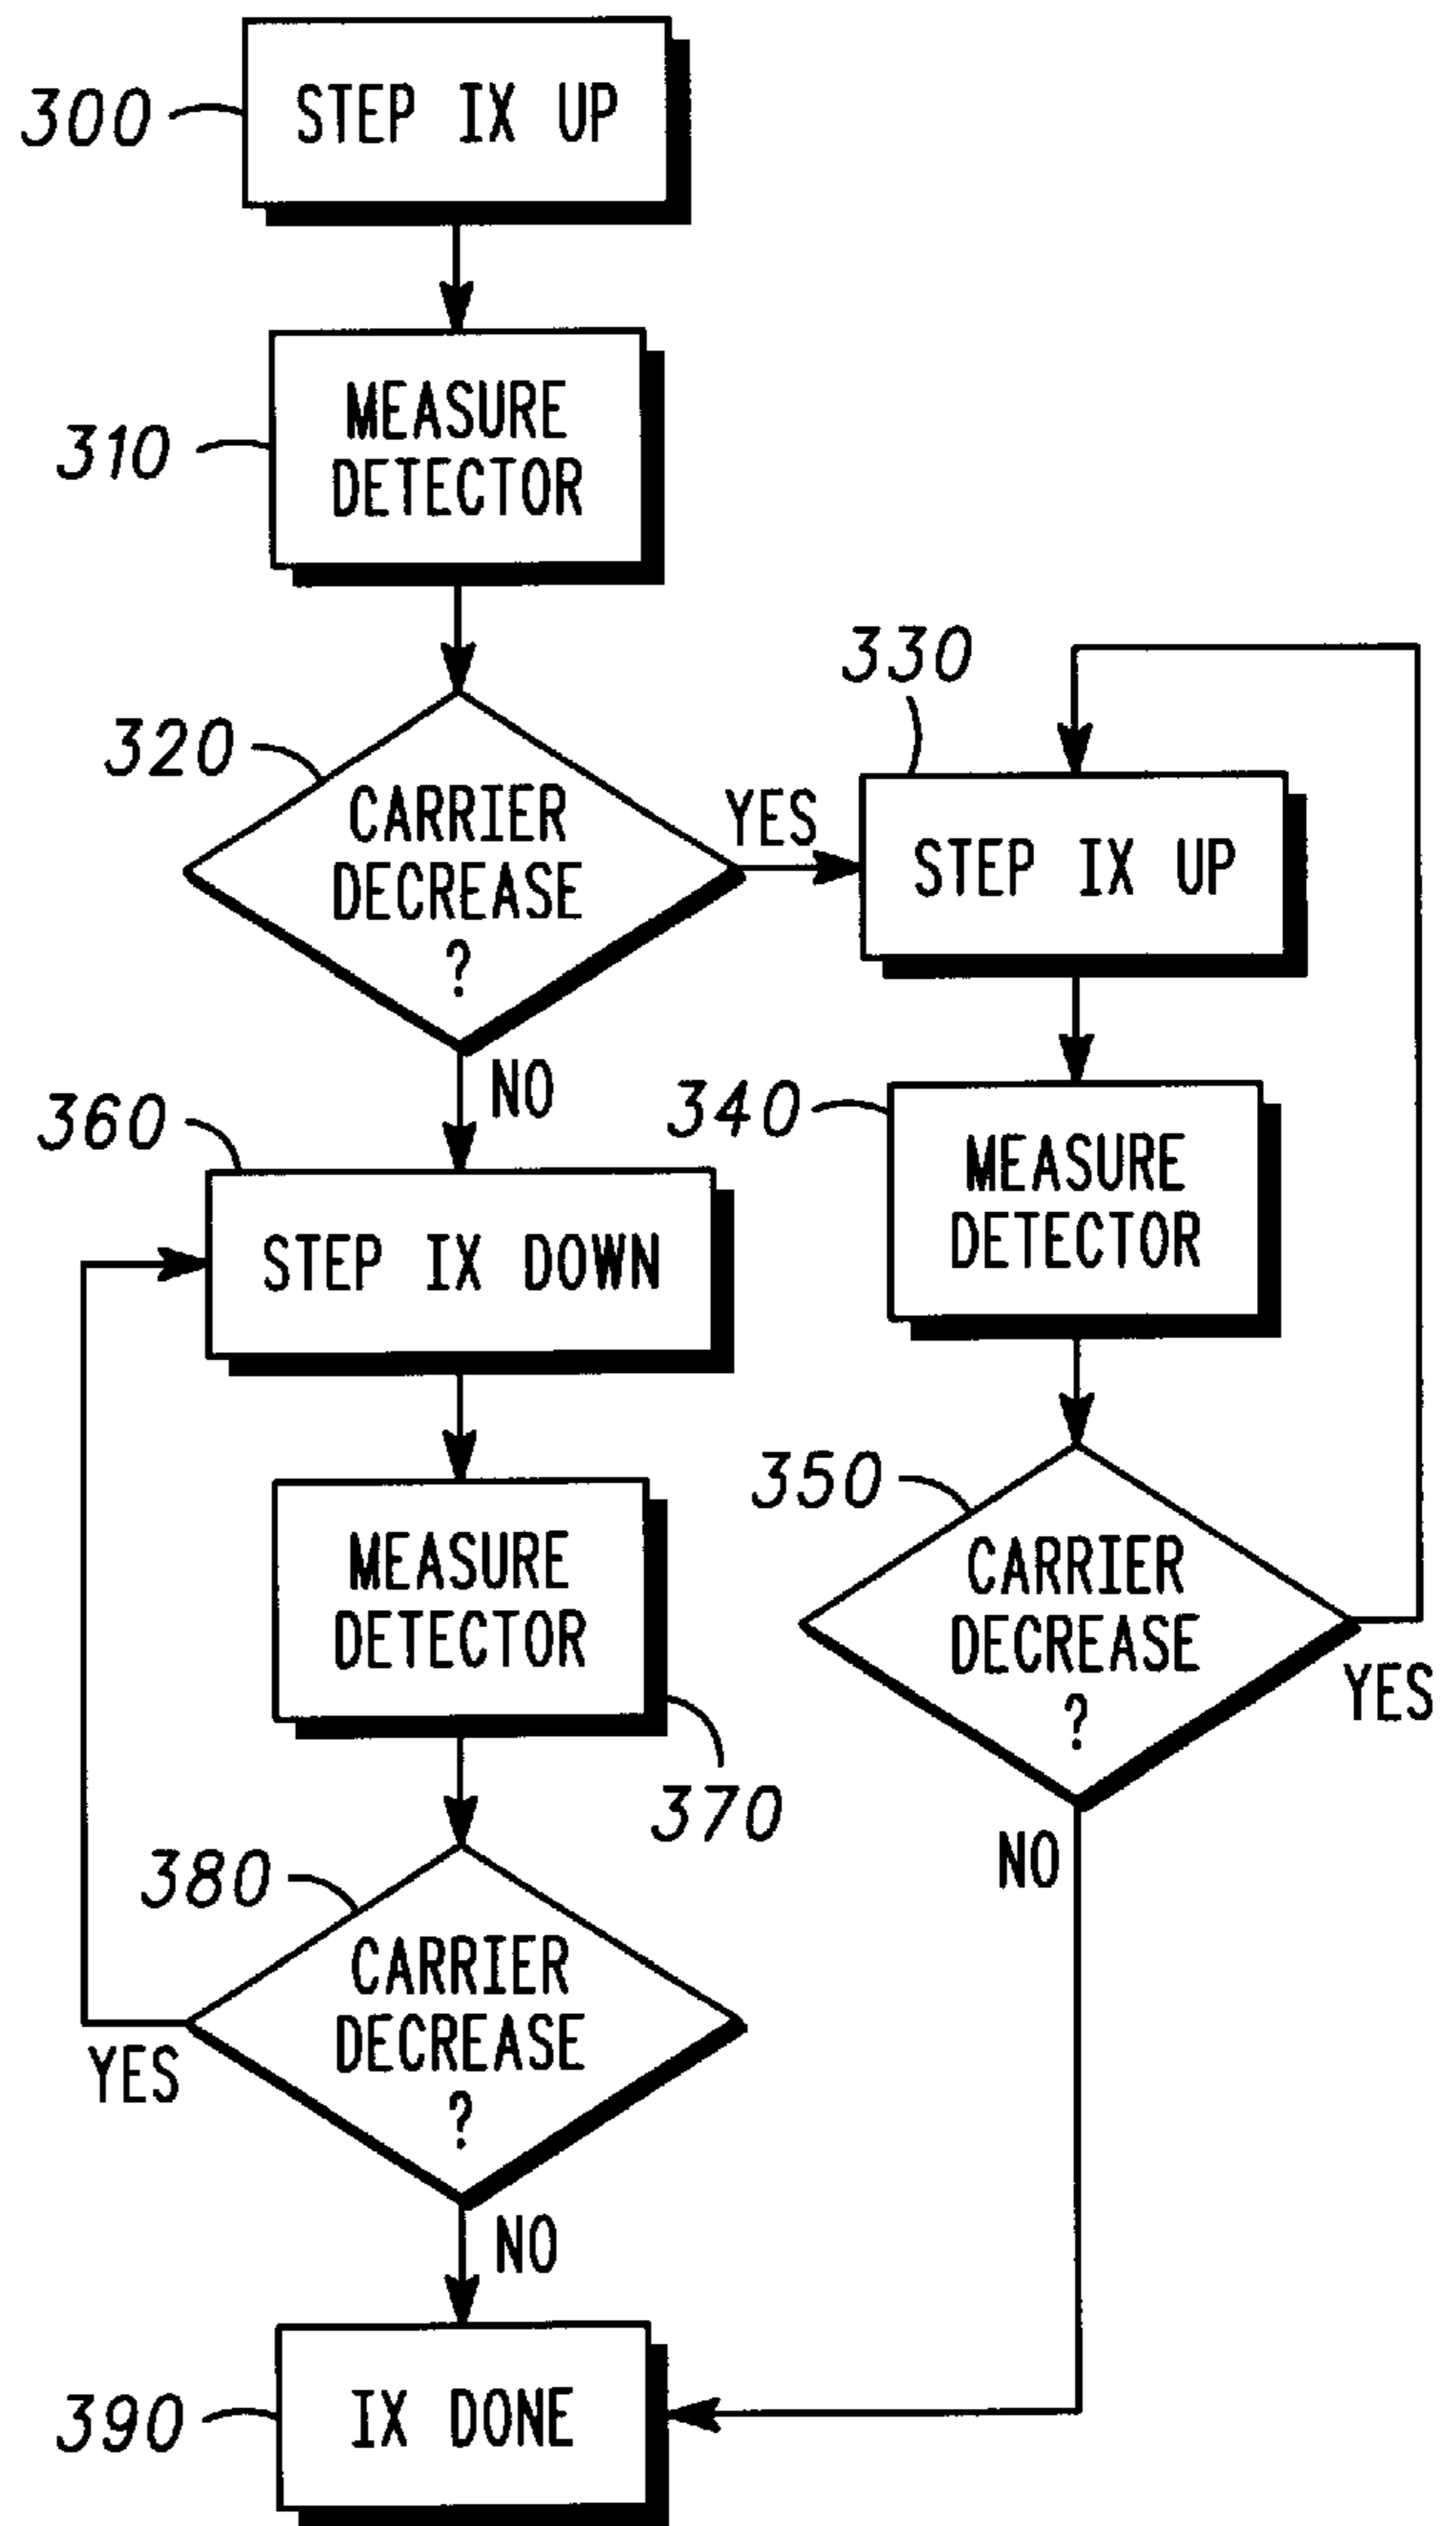 300
STEP IX UP
310
MEASURE
DETECTOR
320
CARRIER
DECREASE
?
YES
NO
330
STEP IX UP
340
MEASURE
DETECTOR
350
CARRIER
DECREASE
?
YES
NO
360
STEP IX DOWN
370
MEASURE
DETECTOR
380
CARRIER
DECREASE
?
YES
NO
390
IX DONE